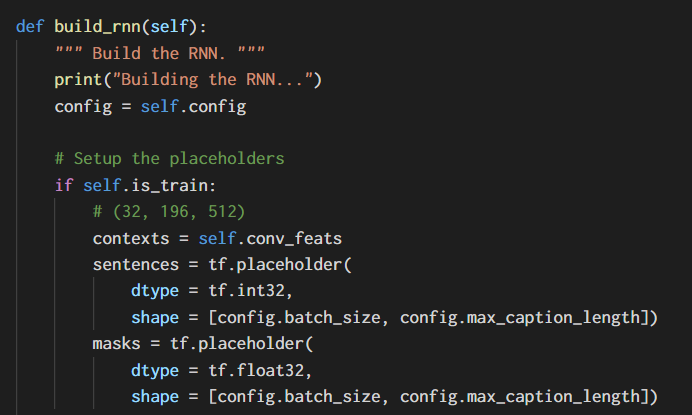 def build_rnn(self):
    """ Build the RNN. """
    print("Building the RNN...")
    config = self.config

    # Setup the placeholders
    if self.is_train:
        # (32, 196, 512)
        contexts = self.conv_feats
        sentences = tf.placeholder(
            dtype = tf.int32,
            shape = [config.batch_size, config.max_caption_length])
        masks = tf.placeholder(
            dtype = tf.float32,
            shape = [config.batch_size, config.max_caption_length])